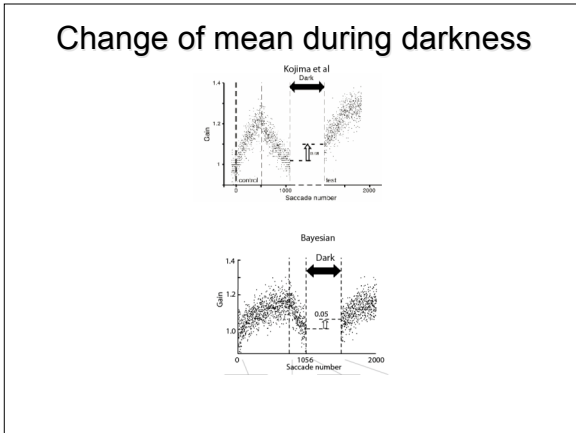 Change of mean during darkness
Kojima et al
Dark
1.4
1.2
1
Gain
control
test
0
1000
2000
Saccade number
Bayesian
Dark
1.4
1.2
1.0
Gain
0.05
0
1056
2000
Saccade number